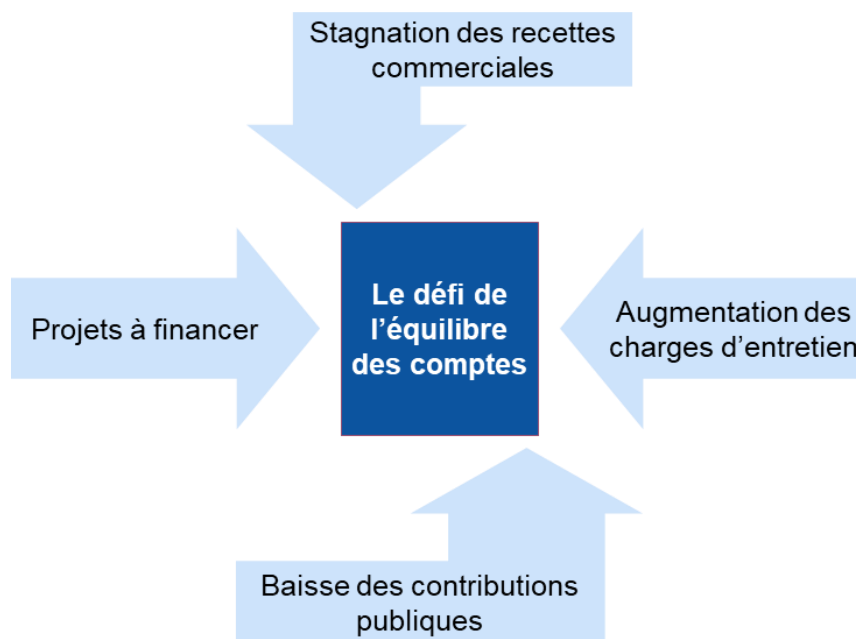 Stagnation des recettes
commerciales
Projets à financer
Le défi de
l’équilibre
des comptes
Augmentation des
charges d’entretien
Baisse des contributions
publiques